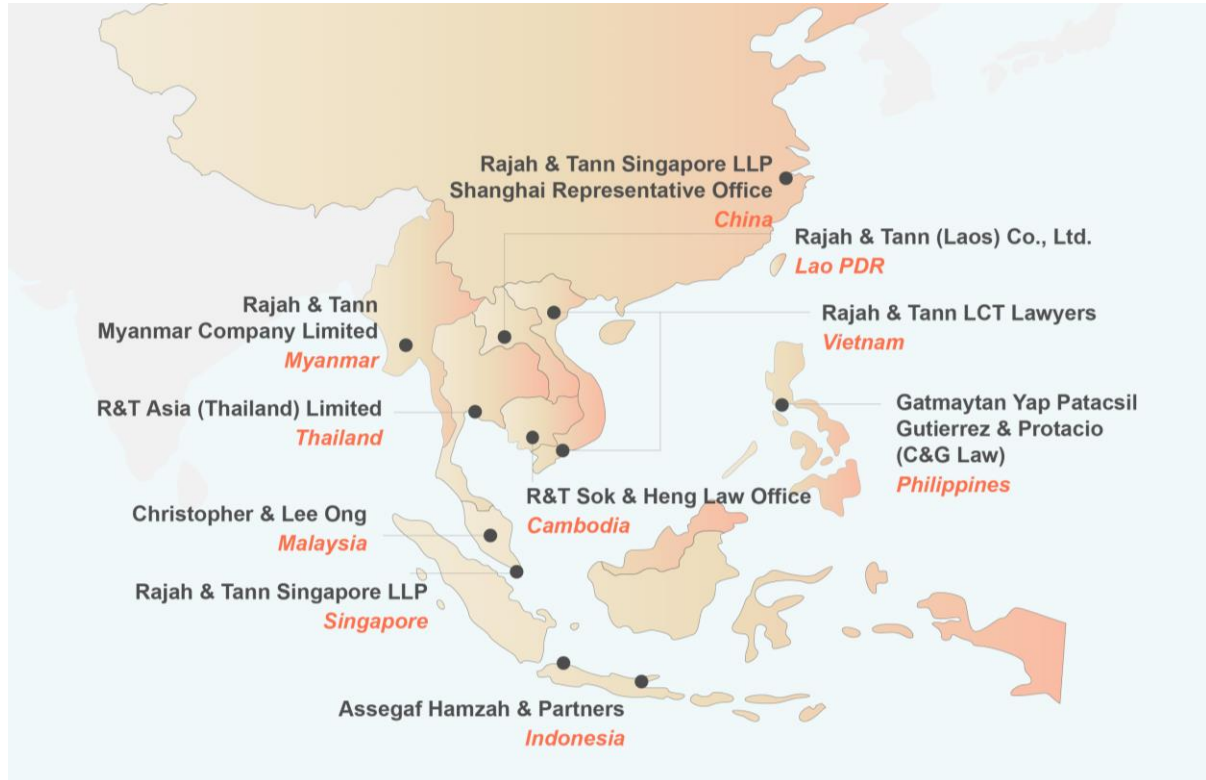 Rajah & Tann Singapore LLP
Shanghai Representative Office
China
Rajah & Tann (Laos) Co., Ltd.
Lao PDR
Rajah & Tann
Myanmar Company Limited
Myanmar
Rajah & Tann LCT Lawyers
Vietnam
R&T Asia (Thailand) Limited
Thailand
Gatmaytan Yap Patacsil
Gutierrez & Protacio
(C&G Law)
Philippines
R&T Sok & Heng Law Office
Cambodia
Christopher & Lee Ong
Malaysia
Rajah & Tann Singapore LLP
Singapore
Assegaf Hamzah & Partners
Indonesia